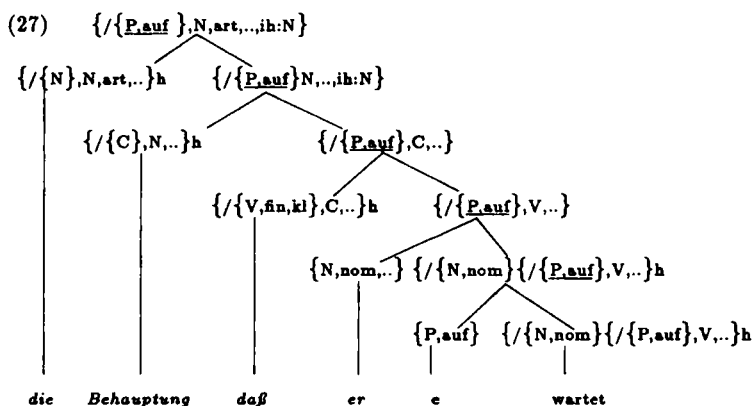 (27) {/{P,auf },N,art,..,ih:N}
{/{N},N,art,..}h {/{P,auf}N,..,ih:N}
{/{C},N,..}h {/{P,auf},C,..}
{/{V,fin,kl},C,..}h {/{P,auf},V,..}
{N,nom,..} {/{N,nom}{/{P,auf},V,..}h
{P,auf} {/{N,nom}{/{P,auf},V,..}h
die Behauptung daß er e wartet